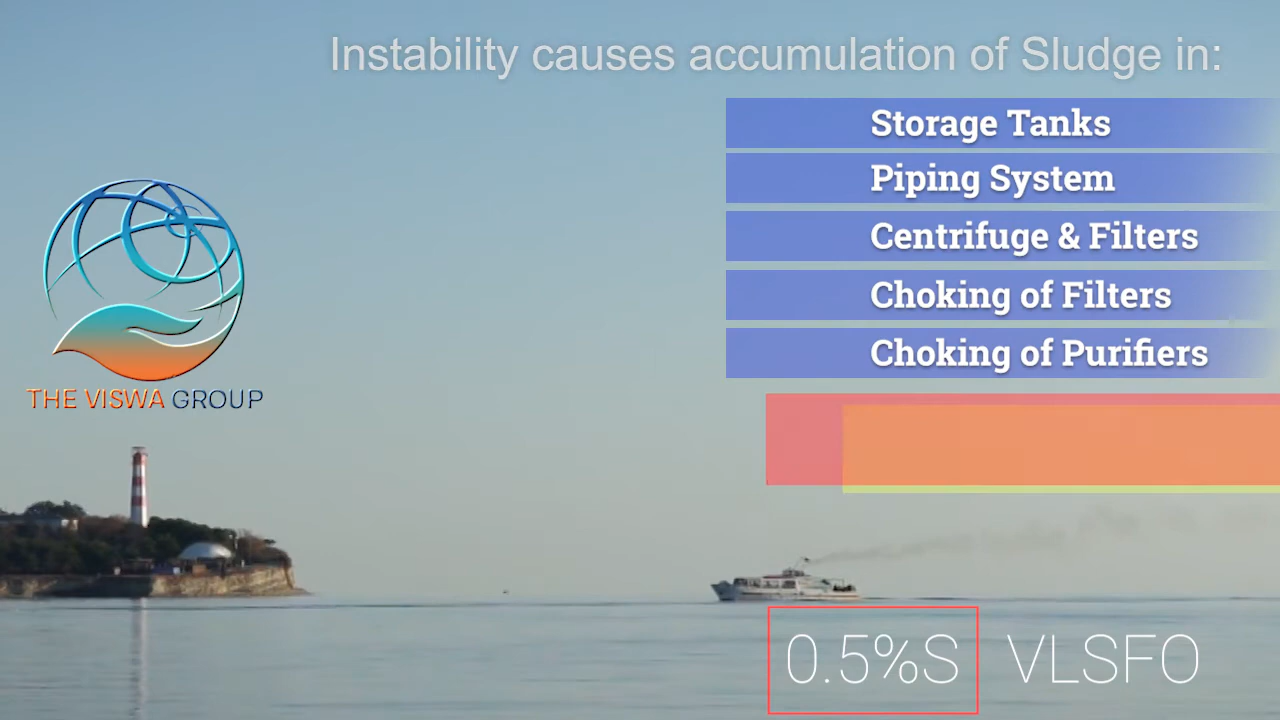 Instability causes accumulation of Sludge in:
Storage Tanks
Piping System
Centrifuge & Filters
Choking of Filters
Choking of Purifiers
THE VISWA GROUP
0.5%S VLSFO